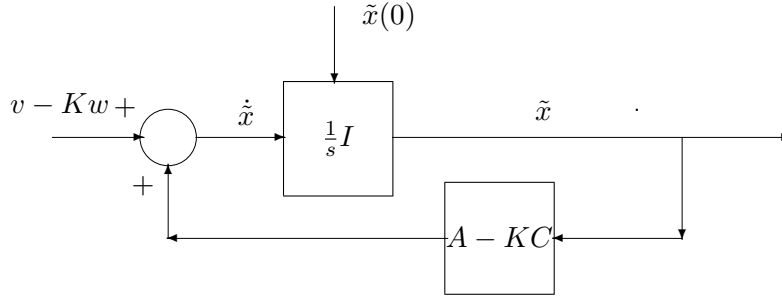 x̃(0)
v − Kw +
ẋ̃
1/s I
x̃
.
+
A − KC